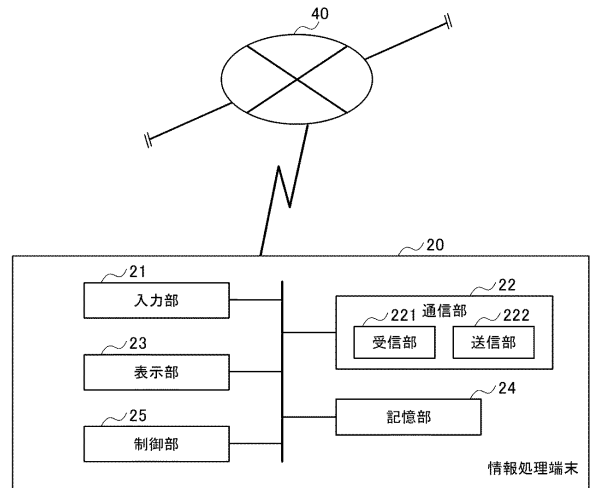 40
20
21
入力部
22
通信部
221
受信部
222
送信部
23
表示部
24
記憶部
25
制御部
情報処理端末